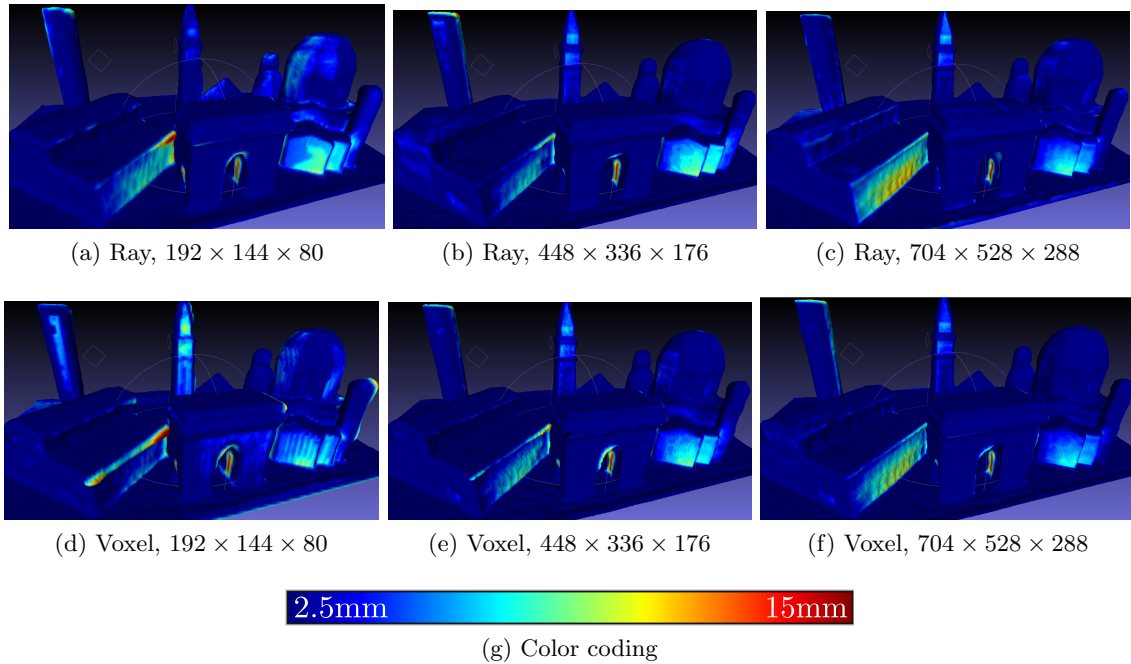 (a) Ray, 192 × 144 × 80
(b) Ray, 448 × 336 × 176
(c) Ray, 704 × 528 × 288
(d) Voxel, 192 × 144 × 80
(e) Voxel, 448 × 336 × 176
(f) Voxel, 704 × 528 × 288
2.5mm 15mm
(g) Color coding